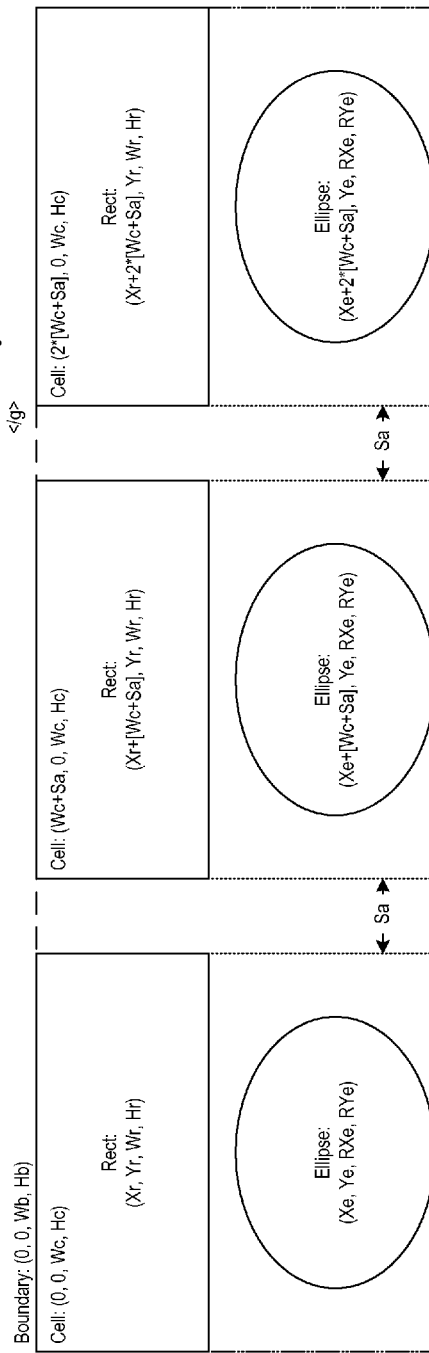 </g>
Boundary: (0, 0, Wb, Hb)
Cell: (0, 0, Wc, Hc)
Rect:
(Xr, Yr, Wr, Hr)
Ellipse:
(Xe, Ye, RXe, RYe)
Sa
Cell: (Wc+Sa, 0, Wc, Hc)
Rect:
(Xr+[Wc+Sa], Yr, Wr, Hr)
Ellipse:
(Xe+[Wc+Sa], Ye, RXe, RYe)
Sa
Cell: (2*[Wc+Sa], 0, Wc, Hc)
Rect:
(Xr+2*[Wc+Sa], Yr, Wr, Hr)
Ellipse:
(Xe+2*[Wc+Sa], Ye, RXe, RYe)